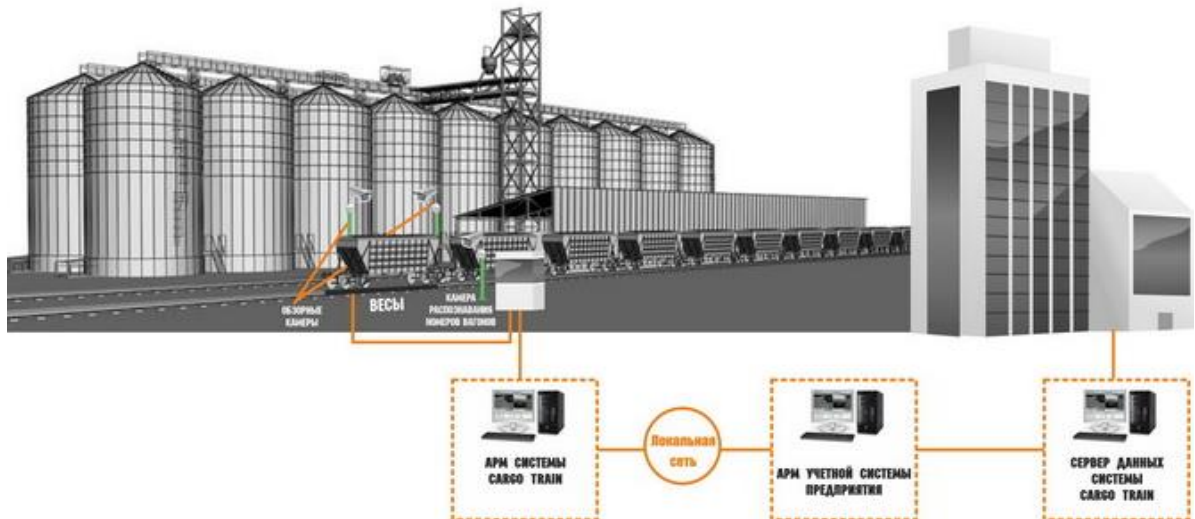 ОБЗОРНЫЕ
КАМЕРЫ
ВЕСЫ
КАМЕРА
РАСПОЗНАВАНИЯ
НОМЕРОВ ВАГОНОВ
АРМ СИСТЕМЫ
CARGO TRAIN
Локальная
сеть
АРМ УЧЕТНОЙ СИСТЕМЫ
ПРЕДПРИЯТИЯ
СЕРВЕР ДАННЫХ
СИСТЕМЫ
CARGO TRAIN